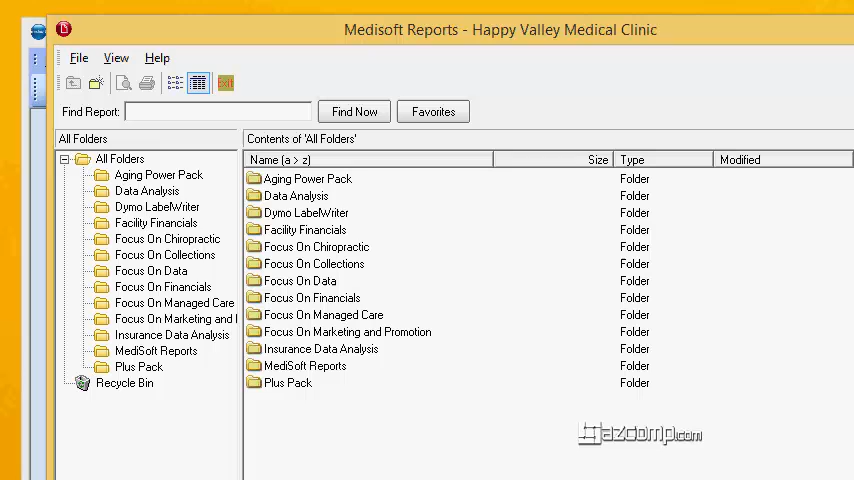 Medisoft Reports - Happy Valley Medical Clinic
File View Help
Exit
Find Report: Find Now Favorites
All Folders
All Folders
Aging Power Pack
Data Analysis
Dymo LabelWriter
Facility Financials
Focus On Chiropractic
Focus On Collections
Focus On Data
Focus On Financials
Focus On Managed Care
Focus On Marketing and
Insurance Data Analysis
MediSoft Reports
Plus Pack
Recycle Bin
Contents of 'All Folders'
Name (a > z) Size Type Modified
Aging Power Pack Folder
Data Analysis Folder
Dymo LabelWriter Folder
Facility Financials Folder
Focus On Chiropractic Folder
Focus On Collections Folder
Focus On Data Folder
Focus On Financials Folder
Focus On Managed Care Folder
Focus On Marketing and Promotion Folder
Insurance Data Analysis Folder
MediSoft Reports Folder
Plus Pack Folder
azcomp.com